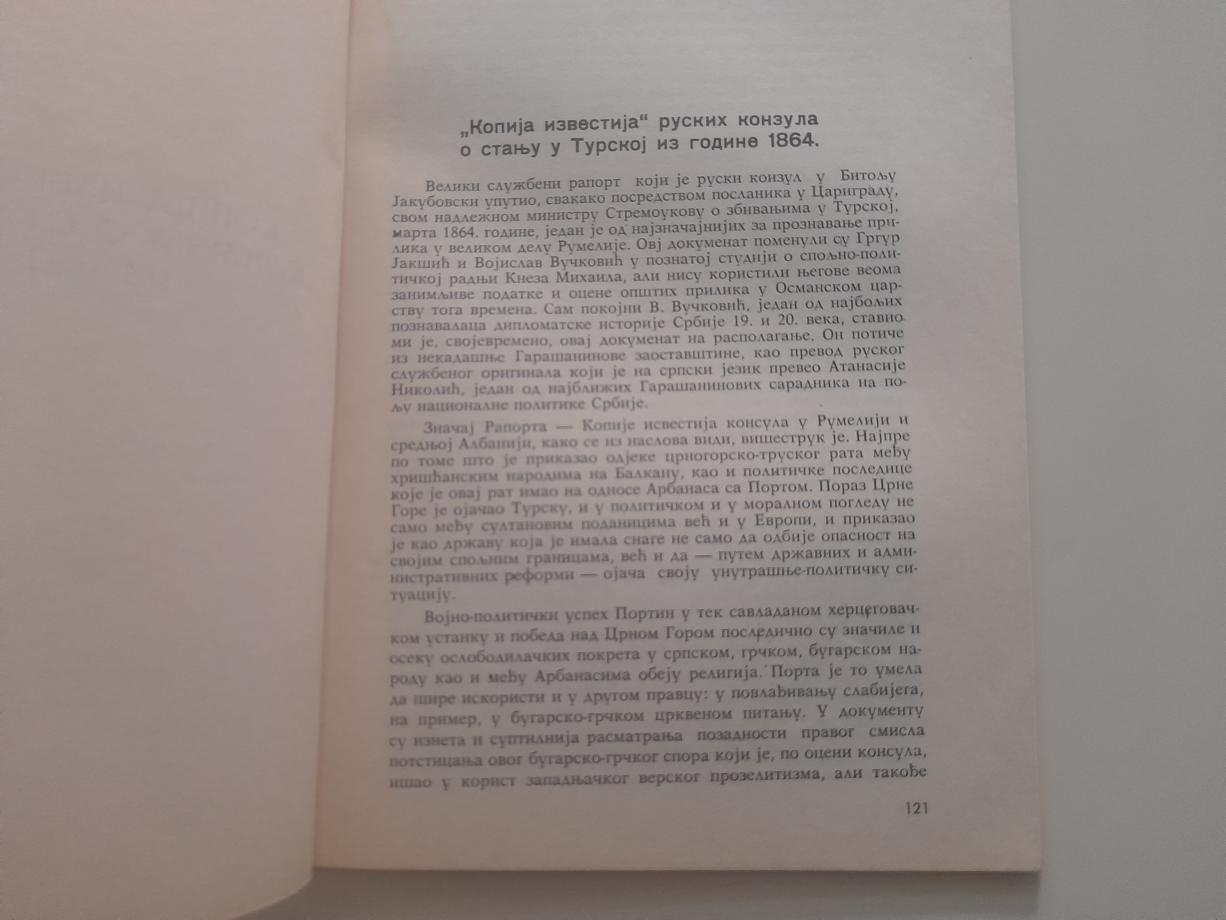 „Копија известија“ руских конзула
о стању у Турској из године 1864.
Велики службени рапорт који је руски коизул у Битољу
Јакубовски упутио, свакако посредством посланика у Цариграду,
свом надлежном министру Стремоукову о збивањима у Турској,
марта 1864. године, један је од најзначајнијих за прознавање при-
лика у великом делу Румелије. Овј документ поменули су Гргур
Јакшић и Војислав Вучковић у познатој студији о спољно-поли-
тичкој радњи Кнеза Михаила, али нису користили његове веома
занимљиве податке и оцене општих прилика у Османском цар-
ству тога времена. Сам покојни В. Вучковић, један од најбољих
познавалаца дипломатске историје Србије 19. и 20. века, ставио
ми је, својевремено, овај документ на располагање. Он потиче
из некадашње Гарашанинове заоставштине, као превод руског
службеног оригинала који је на српски језик превео Атанасије
Николић, један од најближих Гарашанинових сарадника на по-
љу националне политике Србије.
Значај Рапорта — Копије исвестија консула у Румелији и
средњој Албанији, како се из наслова види, вишеструк је. Најпре
по томе што је приказао одјеке црногорско-труског рата међу
хришћанским народима на Балкану, као и политичке последице
које је овај рат имао на односе Арбанаса са Портом. Пораз Црне
Горе је ојачао Турску, и у политичком и у моралном погледу не
само међу султановим поданицима већ и у Европи, и приказао
је као државу која је имала снаге не само да одбије опасност на
својим спољним границама, већ и да — путем државних и адми-
нистративних реформи — ојача своју унутрашње-политичку си-
туацију.
Војно-политички успех Портин у тек савладаном херцеговач-
ком устанку и победа над Црном Гором последично су значиле и
осеку ослободилачких покрета у српском, грчком, бугарском на-
роду као и међу Арбанасима обеју религија. Порта је то умела
да шире искористи и у другом правцу: у повлађивању слабијега,
на пример, у бугарско-грчком црквеном питању. У документу
су изнета и суптилнија расматрања позадности правог смисла
потстицања овог бугарско-грчког спора који је, по оцени консула,
ишао у корист западњачког верског прозелитизма, али такође
121